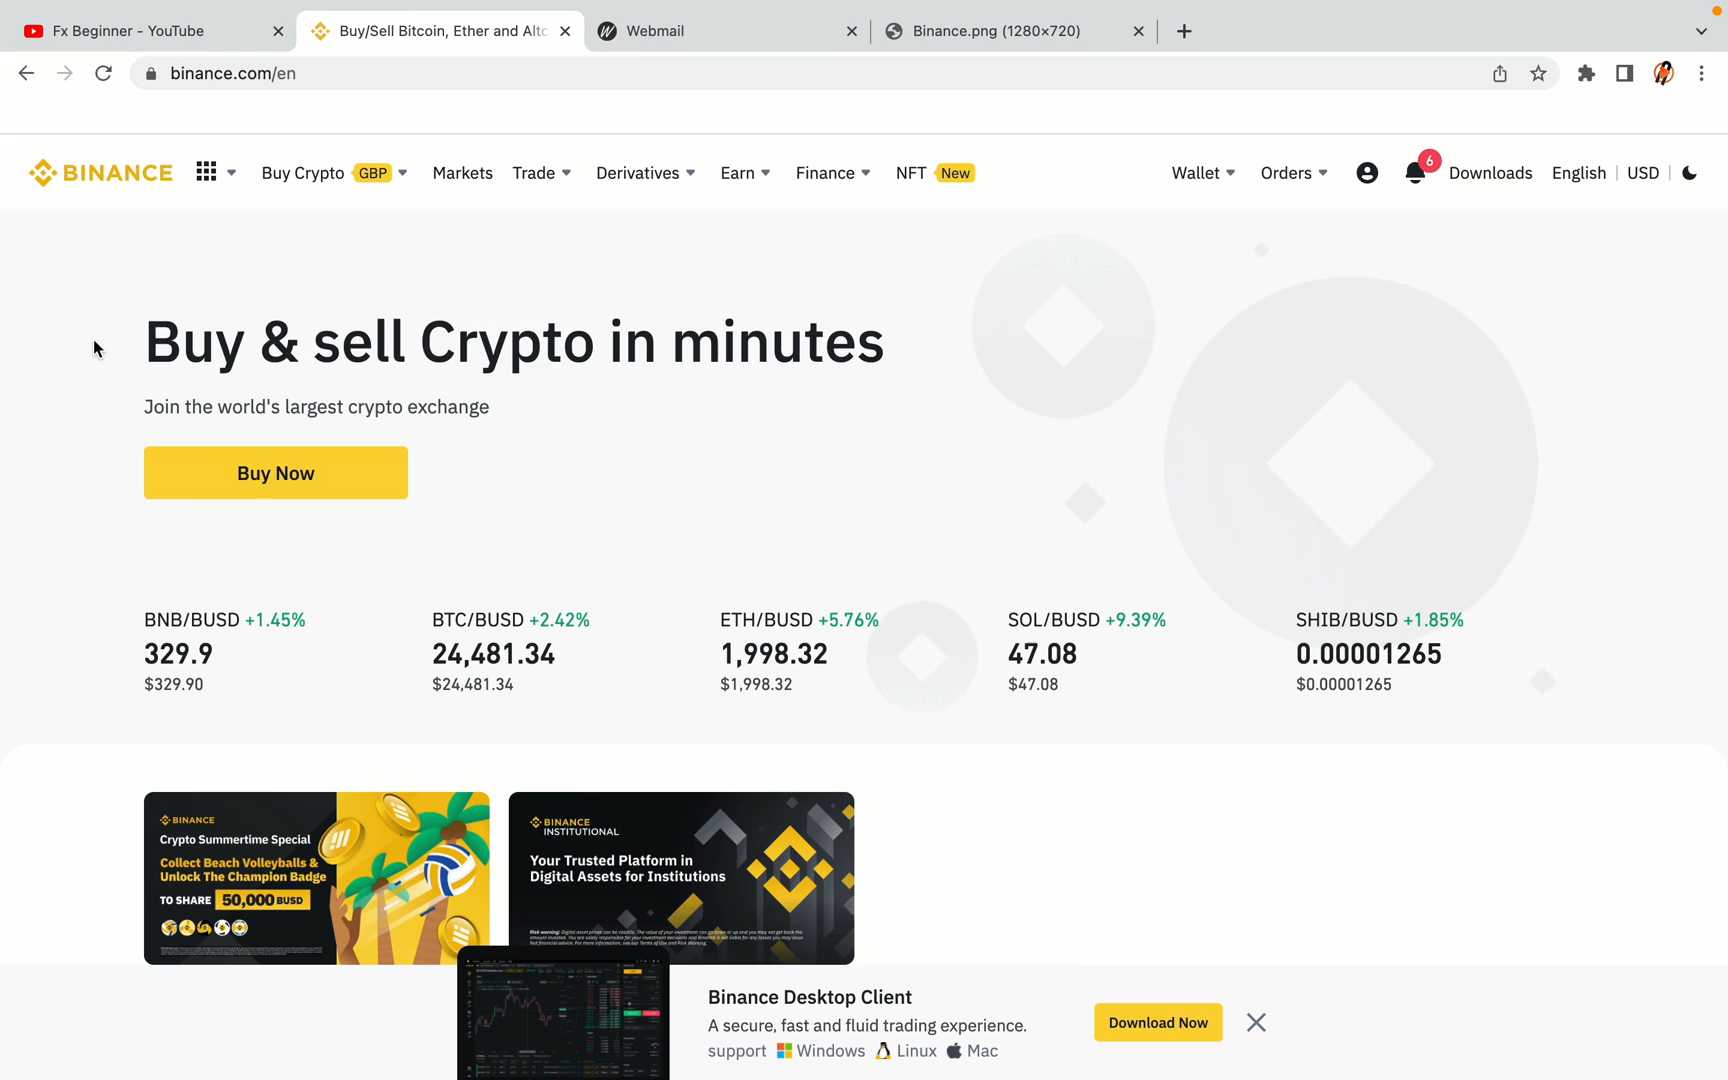 Fx Beginner - YouTube
Buy/Sell Bitcoin, Ether and Altc
Webmail
Binance.png (1280×720)
binance.com/en
BINANCE
Buy Crypto GBP
Markets
Trade
Derivatives
Earn
Finance
NFT New
Wallet
Orders
6
Downloads
English
USD
Buy & sell Crypto in minutes
Join the world's largest crypto exchange
Buy Now
BNB/BUSD +1.45%
329.9
$329.90
BTC/BUSD +2.42%
24,481.34
$24,481.34
ETH/BUSD +5.76%
1,998.32
$1,998.32
SOL/BUSD +9.39%
47.08
$47.08
SHIB/BUSD +1.85%
0.00001265
$0.00001265
BINANCE
Crypto Summertime Special
Collect Beach Volleyballs &
Unlock The Champion Badge
TO SHARE 50,000 BUSD
BINANCE
INSTITUTIONAL
Your Trusted Platform in
Digital Assets for Institutions
Binance Desktop Client
A secure, fast and fluid trading experience.
support Windows Linux Mac
Download Now